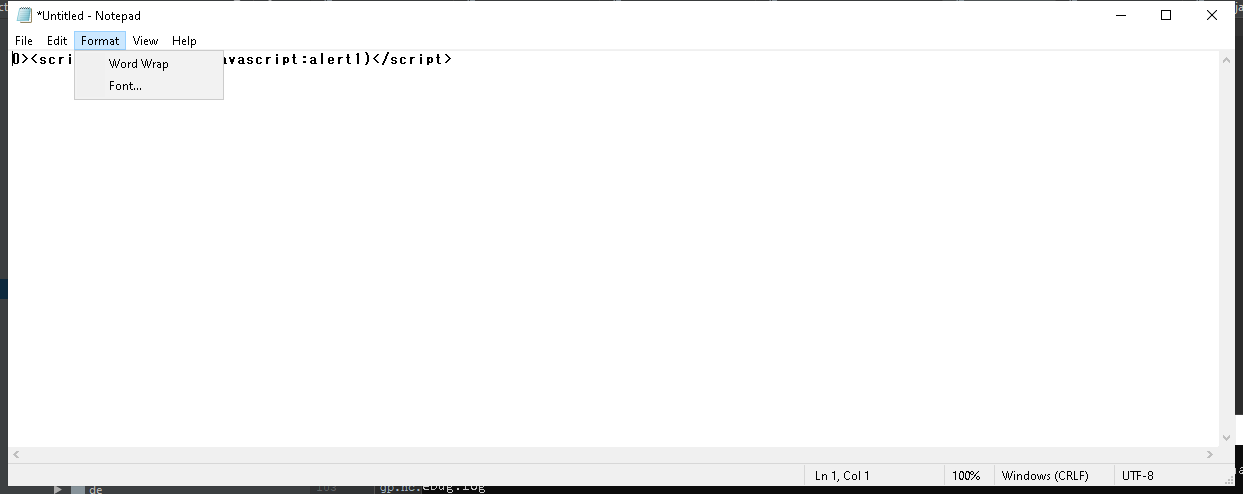 *Untitled - Notepad
File Edit Format View Help
0><scri avascript:alert1)</script>
Word Wrap
Font...
Ln 1, Col 1 100% Windows (CRLF) UTF-8
de